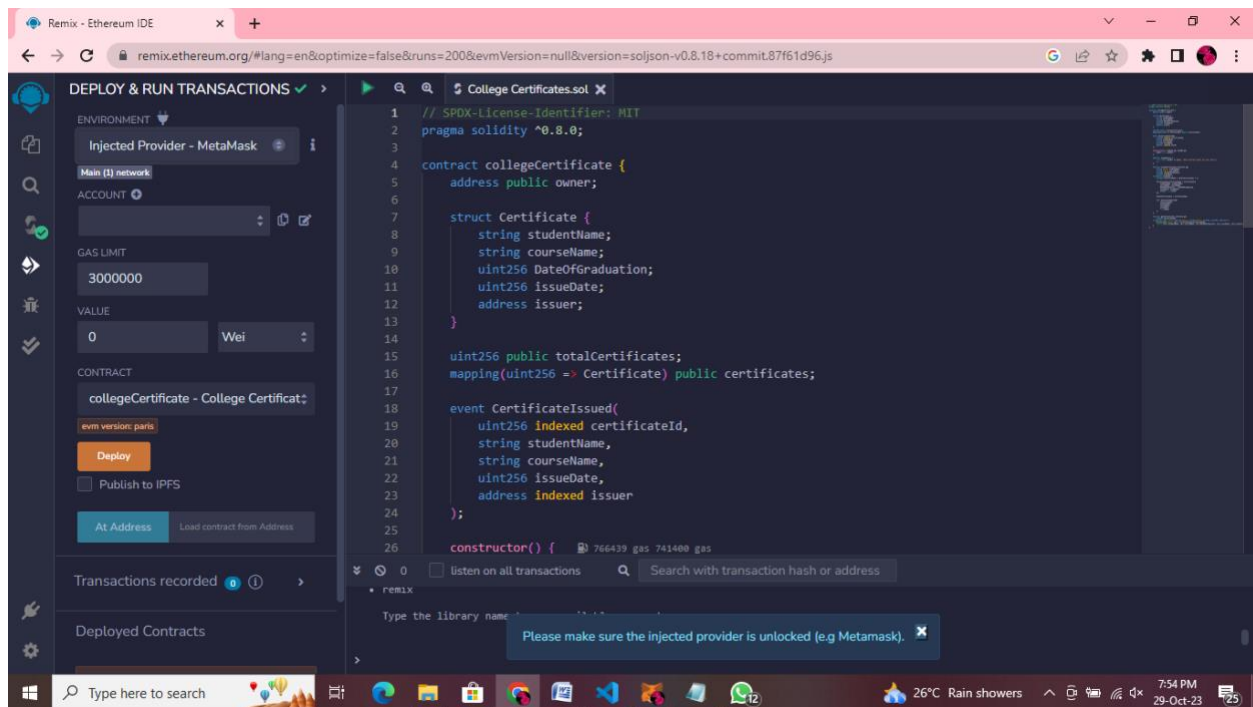 Remix - Ethereum IDE
remix.ethereum.org/#lang=en&optimize=false&runs=200&evmVersion=null&version=soljson-v0.8.18+commit.87f61d96.js
DEPLOY & RUN TRANSACTIONS
ENVIRONMENT
Injected Provider - MetaMask
Main (1) network
ACCOUNT
GAS LIMIT
3000000
VALUE
0 Wei
CONTRACT
collegeCertificate - College Certificat
evm version: paris
Deploy
Publish to IPFS
At Address Load contract from Address
Transactions recorded 0
Deployed Contracts
College Certificates.sol
1 // SPDX-License-Identifier: MIT
2 pragma solidity ^0.8.0;
3
4 contract collegeCertificate {
5 address public owner;
6
7 struct Certificate {
8 string studentName;
9 string courseName;
10 uint256 DateOfGraduation;
11 uint256 issueDate;
12 address issuer;
13 }
14
15 uint256 public totalCertificates;
16 mapping(uint256 => Certificate) public certificates;
17
18 event CertificateIssued(
19 uint256 indexed certificateId,
20 string studentName,
21 string courseName,
22 uint256 issueDate,
23 address indexed issuer
24 );
25
26 constructor() { 766439 gas 741400 gas
0 listen on all transactions Search with transaction hash or address
remix
Type the library name
Please make sure the injected provider is unlocked (e.g Metamask).
>
Type here to search
12
26°C Rain showers
7:54 PM
29-Oct-23
25